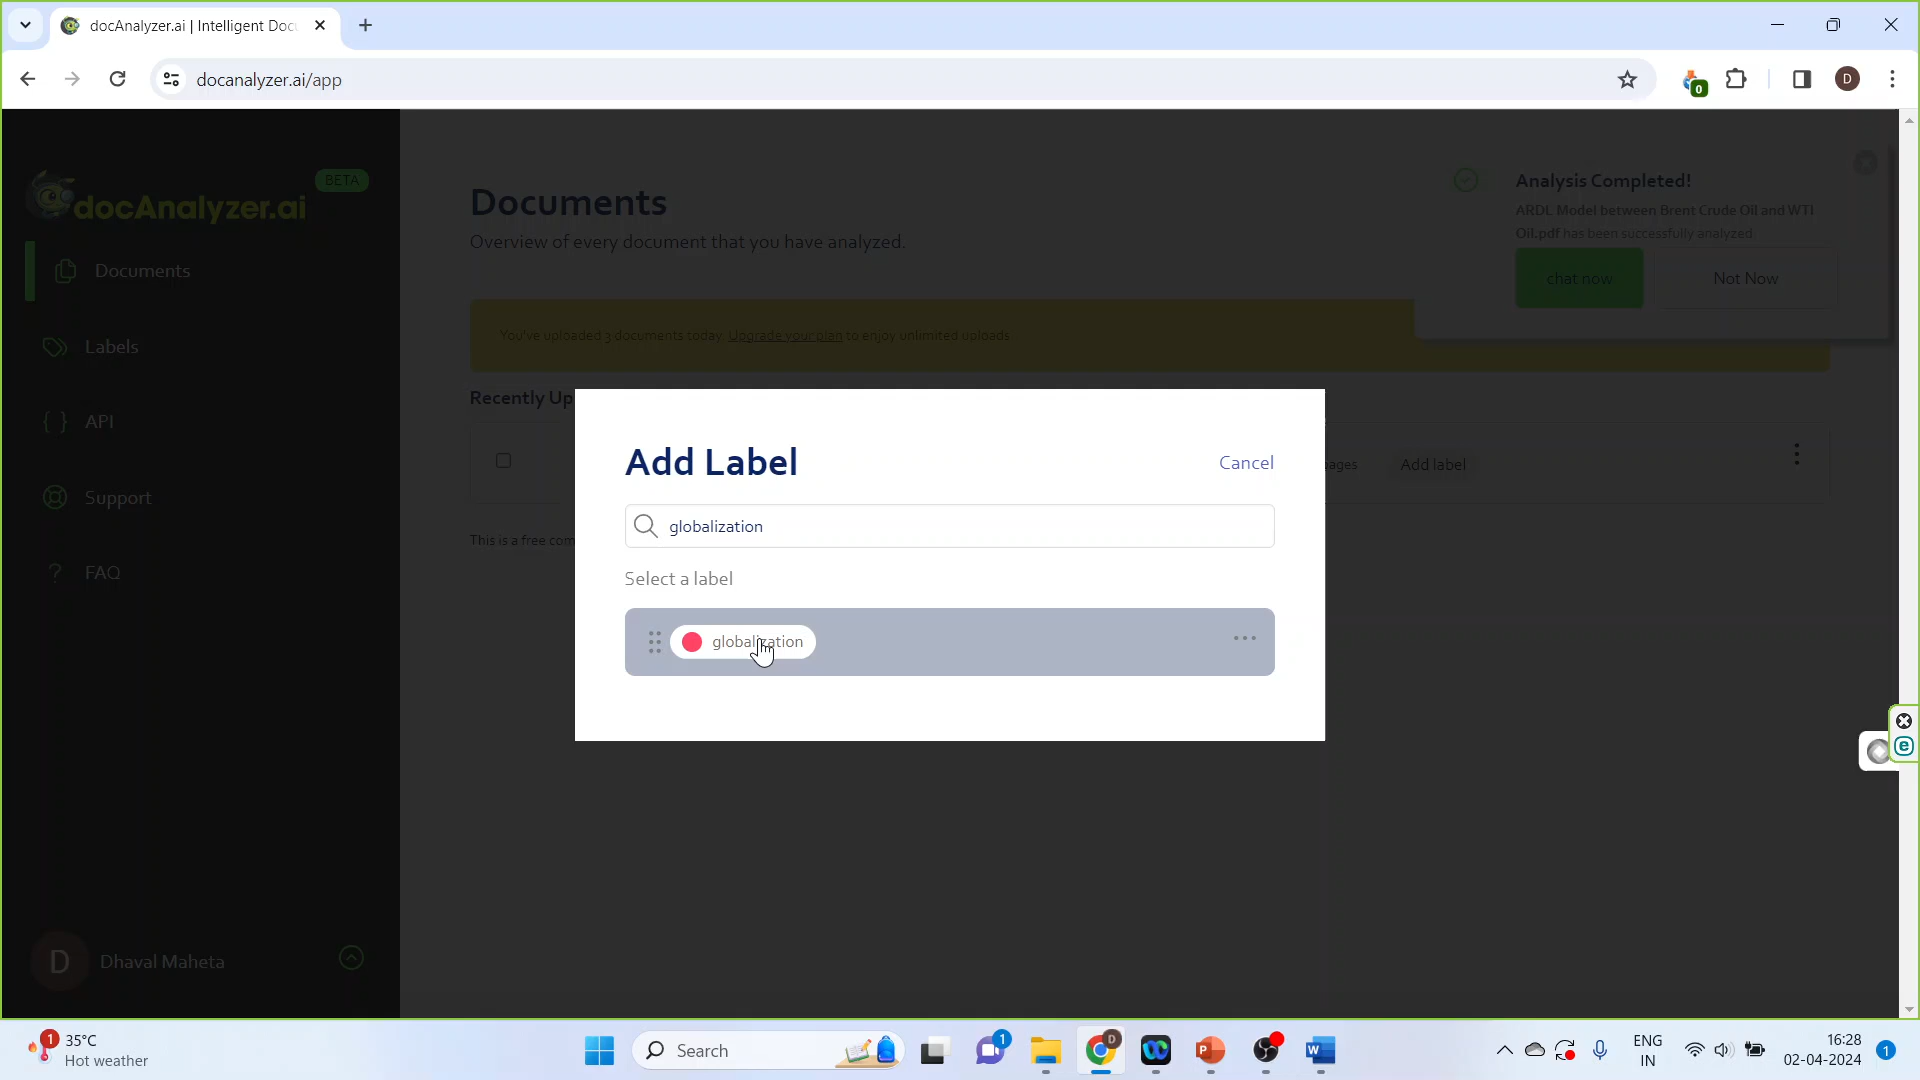 docAnalyzer.ai | Intelligent Doc
docanalyzer.ai/app
0
D
docAnalyzer.ai
BETA
Documents
Labels
{ } API
Support
? FAQ
D Dhaval Maheta
Documents
Overview of every document that you have analyzed.
You've uploaded 3 documents today. Upgrade your plan to enjoy unlimited uploads
Analysis Completed!
ARDL Model between Brent Crude Oil and WTI
Oil.pdf has been successfully analyzed.
chat now
Not Now
Recently Up
ages
Add label
This is a free com
Add Label
Cancel
globalization
Select a label
globalization
e
1
35°C
Hot weather
Search
1
D
P
W
ENG
IN
16:28
02-04-2024
1